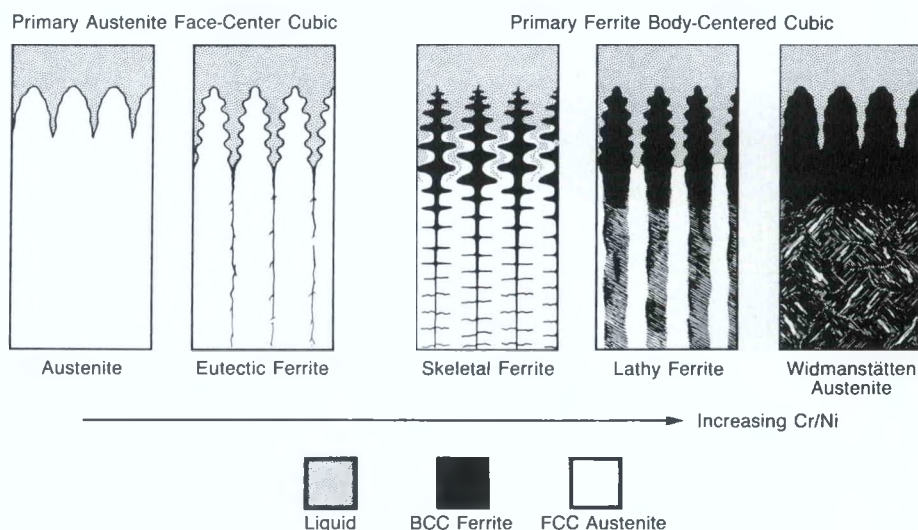 Primary Austenite Face-Center Cubic
Primary Ferrite Body-Centered Cubic
Austenite
Eutectic Ferrite
Skeletal Ferrite
Lathy Ferrite
Widmanstätten
Austenite
Increasing Cr/Ni
Liquid
BCC Ferrite
FCC Austenite